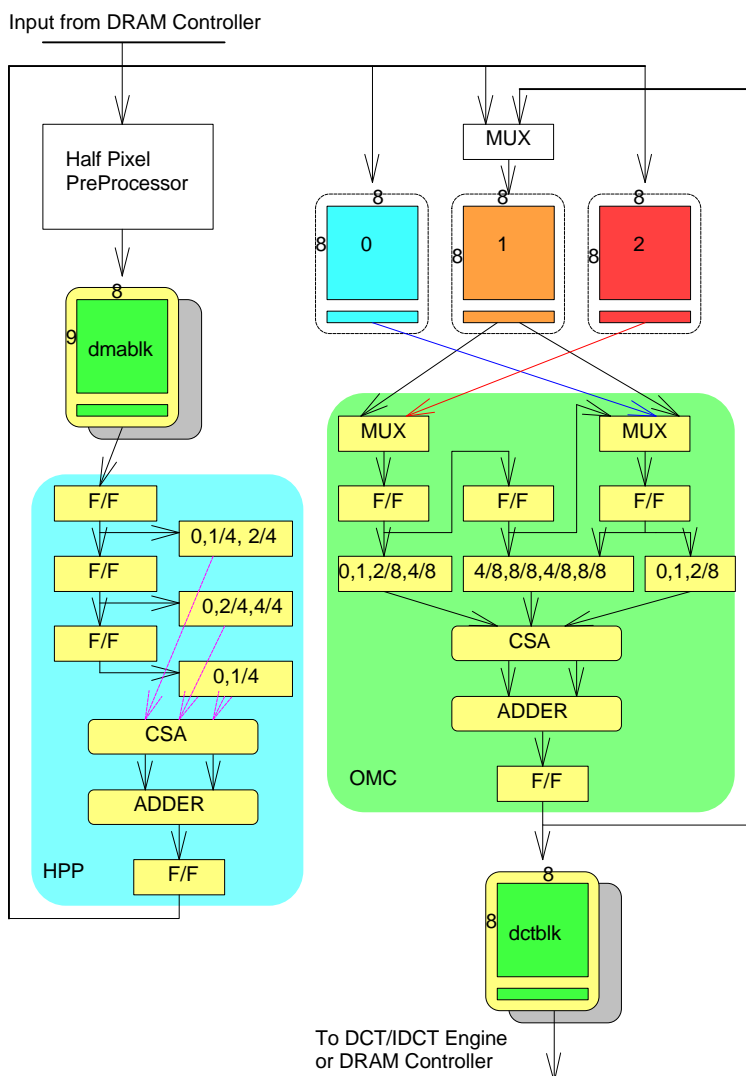 Input from DRAM Controller
Half Pixel
PreProcessor
MUX
8
8
8
8
0
8
1
8
2
8
9
dmablk
MUX
MUX
F/F
F/F
F/F
F/F
0,1/4, 2/4
0,1,2/8,4/8
4/8,8/8,4/8,8/8
0,1,2/8
F/F
0,2/4,4/4
F/F
0,1/4
CSA
CSA
ADDER
OMC
F/F
ADDER
HPP
F/F
8
8
dctblk
To DCT/IDCT Engine
or DRAM Controller